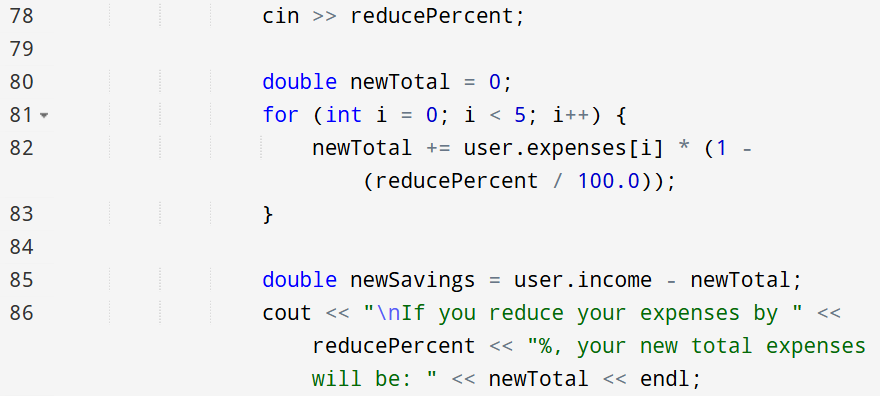 78 cin >> reducePercent;
79
80 double newTotal = 0;
81 for (int i = 0; i < 5; i++) {
82 newTotal += user.expenses[i] * (1 -
(reducePercent / 100.0));
83 }
84
85 double newSavings = user.income - newTotal;
86 cout << "\nIf you reduce your expenses by " <<
reducePercent << "%, your new total expenses
will be: " << newTotal << endl;